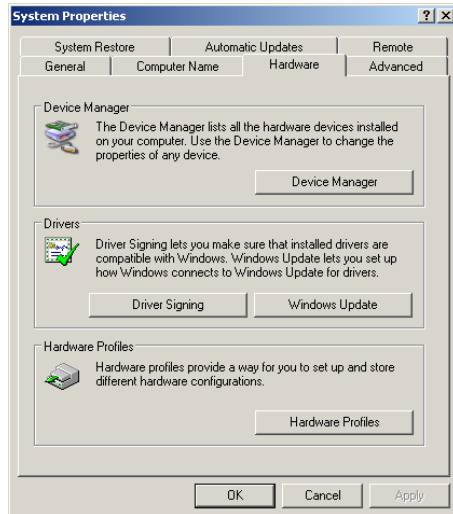 System Properties
System Restore Automatic Updates Remote
General Computer Name Hardware Advanced
Device Manager
The Device Manager lists all the hardware devices installed
on your computer. Use the Device Manager to change the
properties of any device.
Device Manager
Drivers
Driver Signing lets you make sure that installed drivers are
compatible with Windows. Windows Update lets you set up
how Windows connects to Windows Update for drivers.
Driver Signing Windows Update
Hardware Profiles
Hardware profiles provide a way for you to set up and store
different hardware configurations.
Hardware Profiles
OK Cancel Apply